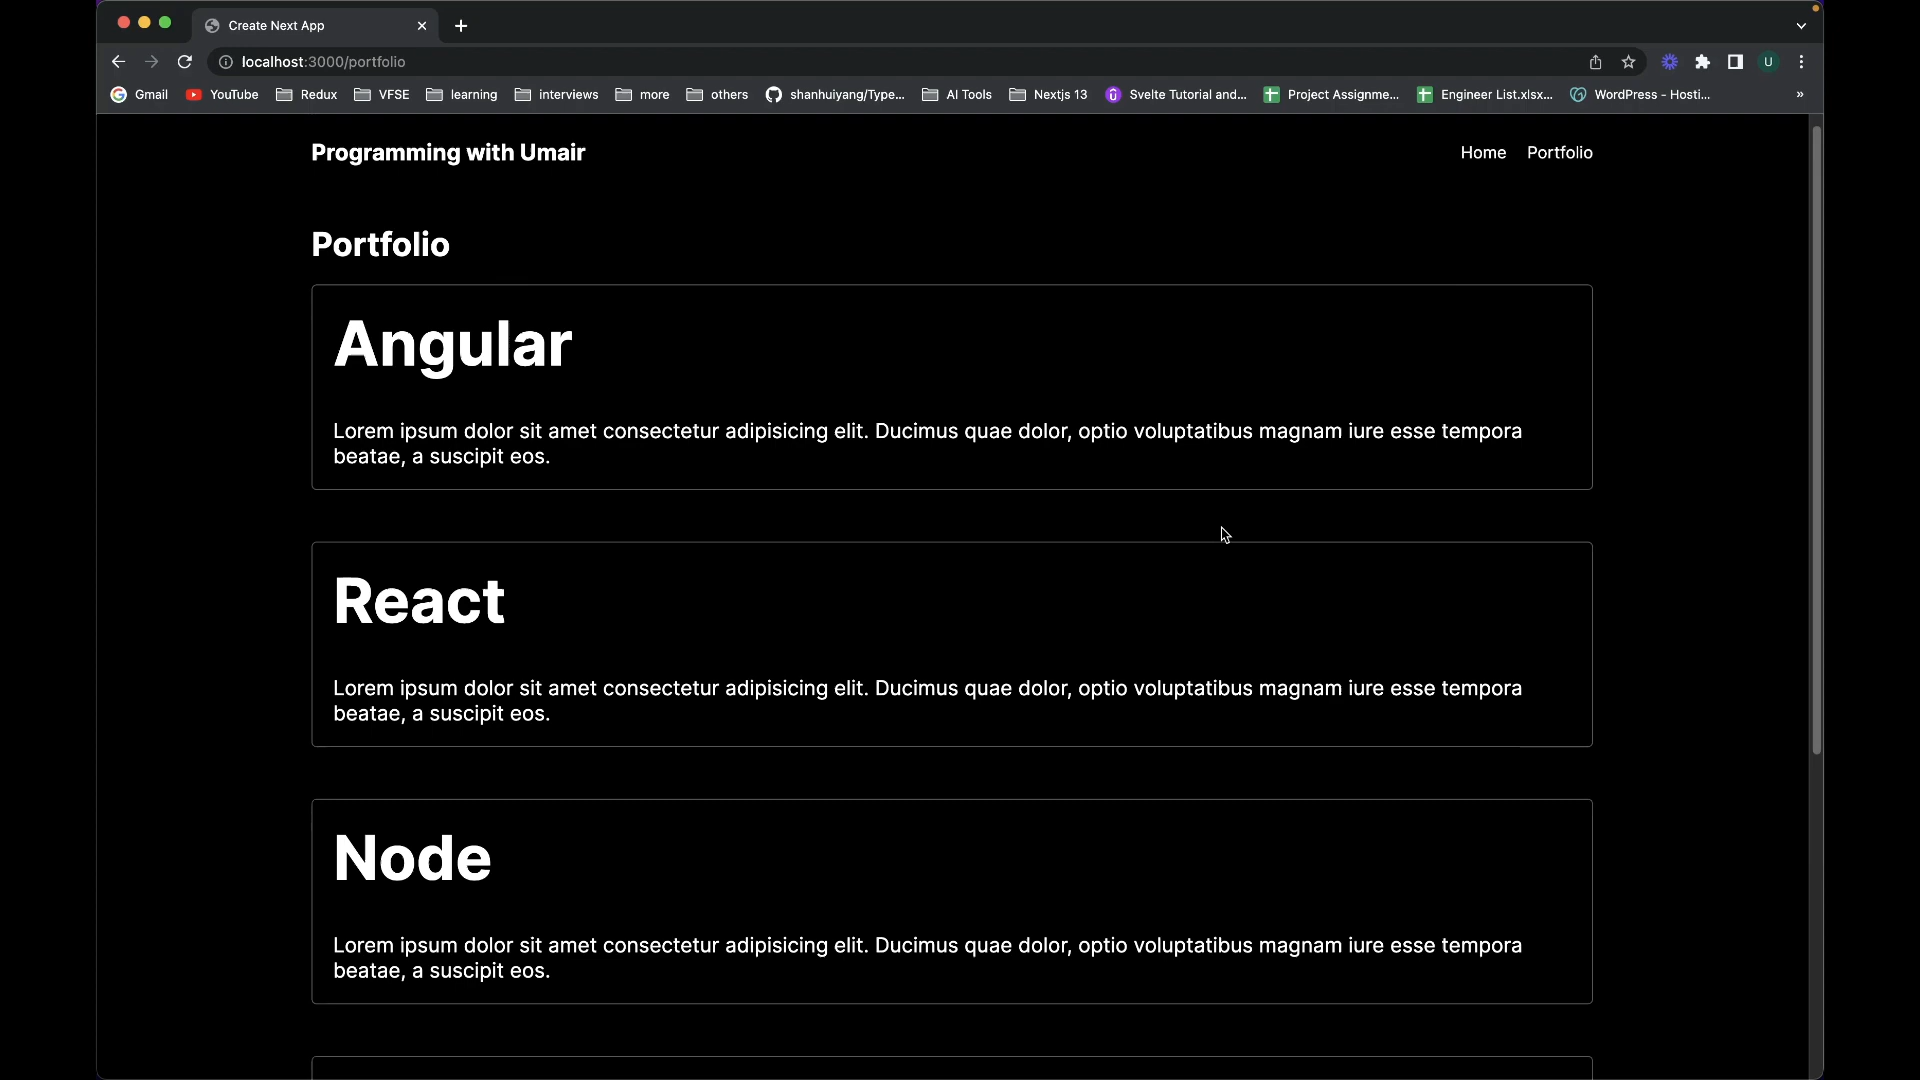 Create Next App
localhost:3000/portfolio
U
Gmail YouTube Redux VFSE learning interviews more others shanhuiyang/Type... AI Tools Nextjs 13 Svelte Tutorial and... Project Assignme... Engineer List.xlsx... WordPress - Hosti... »
Programming with Umair Home Portfolio
Portfolio
Angular
Lorem ipsum dolor sit amet consectetur adipisicing elit. Ducimus quae dolor, optio voluptatibus magnam iure esse tempora
beatae, a suscipit eos.
React
Lorem ipsum dolor sit amet consectetur adipisicing elit. Ducimus quae dolor, optio voluptatibus magnam iure esse tempora
beatae, a suscipit eos.
Node
Lorem ipsum dolor sit amet consectetur adipisicing elit. Ducimus quae dolor, optio voluptatibus magnam iure esse tempora
beatae, a suscipit eos.